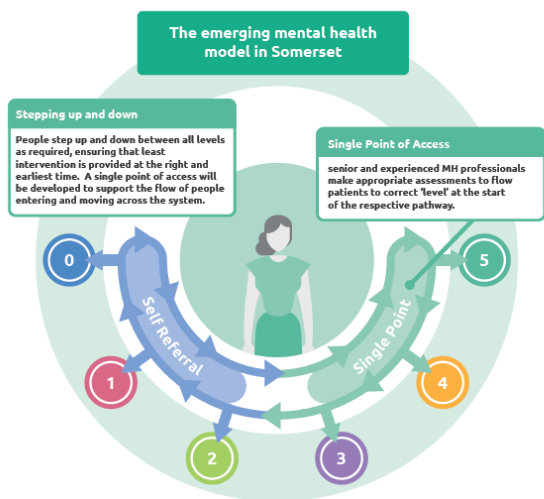 The emerging mental health
model in Somerset
Stepping up and down
People step up and down between all levels
as required, ensuring that least
intervention is provided at the right and
earliest time. A single point of access will
be developed to support the flow of people
entering and moving across the system.
Single Point of Access
senior and experienced MH professionals
make appropriate assessments to flow
patients to correct ‘level’ at the start
of the respective pathway.
0
1
2
3
4
5
Self Referral
Single Point